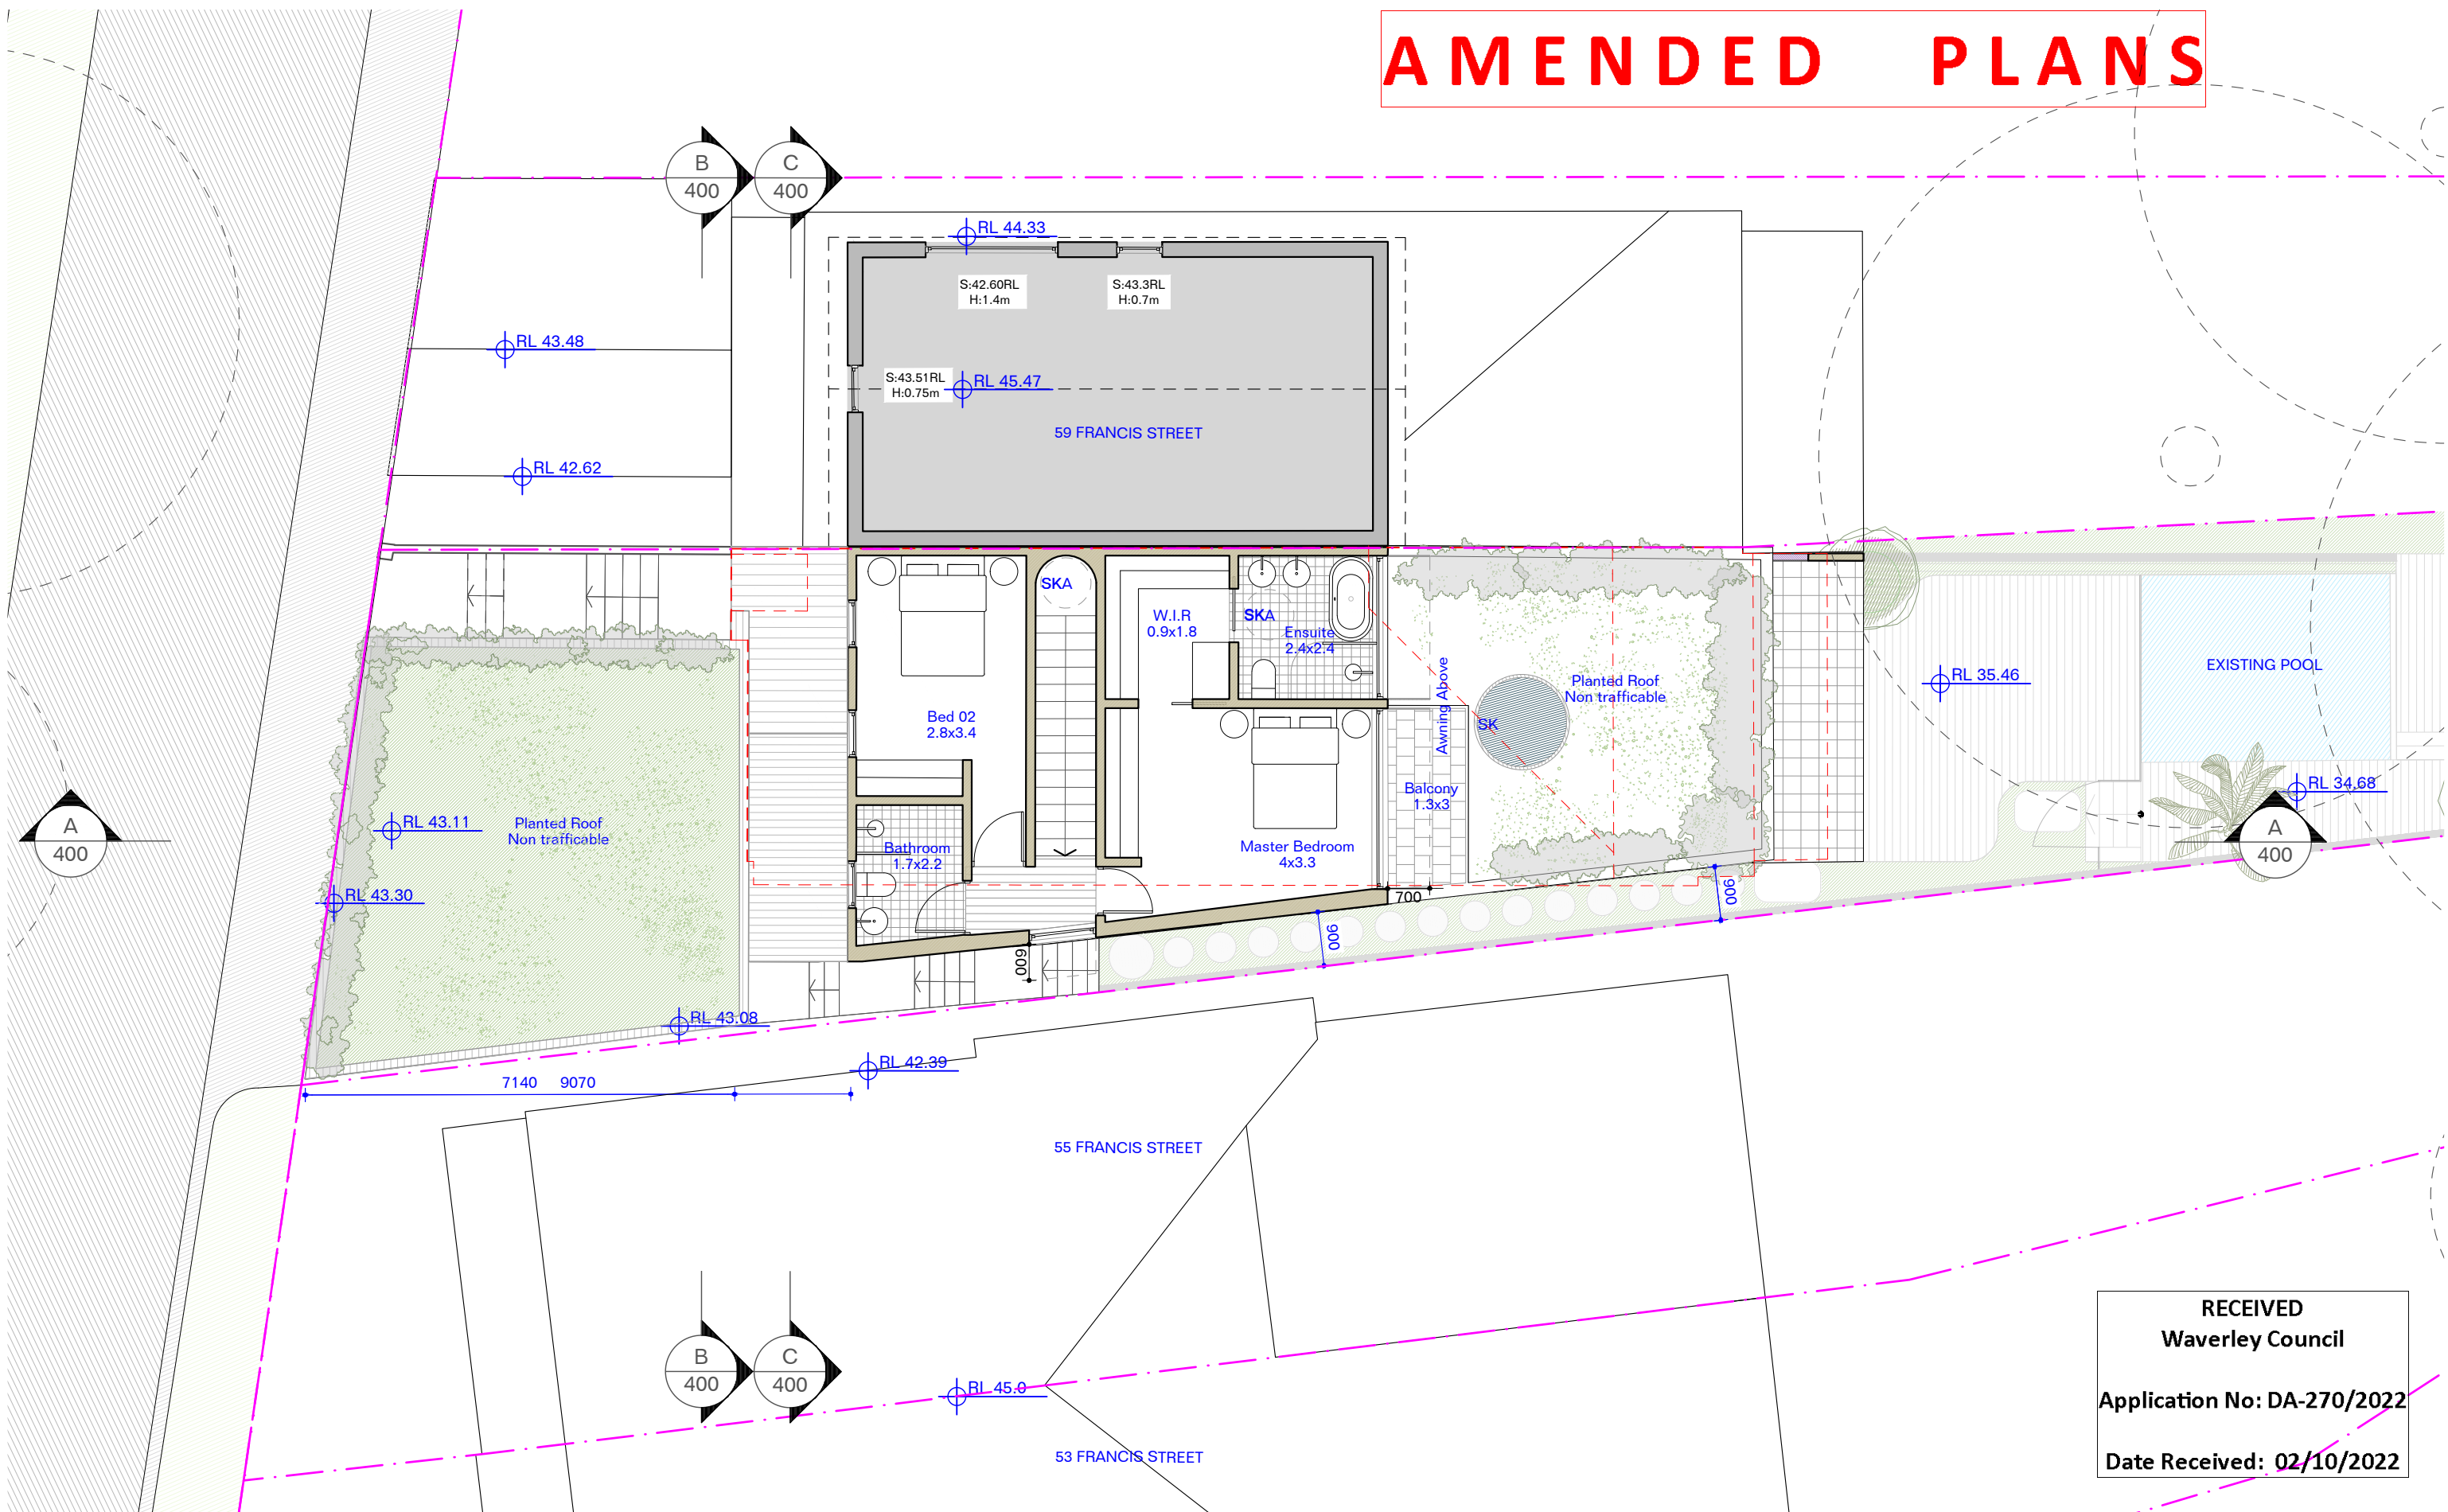 AMENDED PLANS
B
400
C
400
RL 44.33
S:42.60RL
H:1.4m
S:43.3RL
H:0.7m
RL 43.48
S:43.51RL
H:0.75m
RL 45.47
59 FRANCIS STREET
RL 42.62
SKA
W.I.R
0.9x1.8
SKA
Ensuite
2.4x2.4
Bed 02
2.8x3.4
Awning Above
SK
Planted Roof
Non trafficable
RL 35.46
EXISTING POOL
RL 34.68
Balcony
1.3x3
A
400
RL 43.11
Planted Roof
Non trafficable
Bathroom
1.7x2.2
Master Bedroom
4x3.3
A
400
RL 43.30
700
900
900
600
RL 43.08
RL 42.39
7140
9070
55 FRANCIS STREET
B
400
C
400
RL 45.0
53 FRANCIS STREET
RECEIVED
Waverley Council
Application No: DA-270/2022
Date Received: 02/10/2022